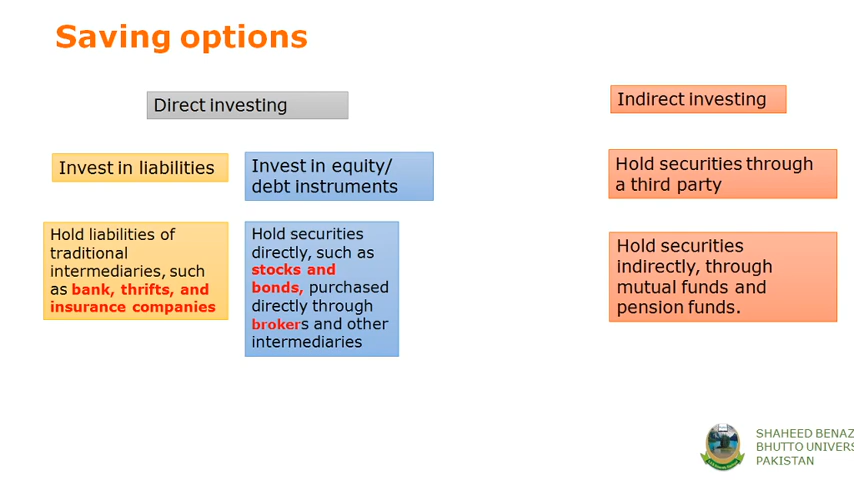 Saving options
Direct investing
Indirect investing
Invest in liabilities
Invest in equity/
debt instruments
Hold securities through
a third party
Hold liabilities of
traditional
intermediaries, such
as bank, thrifts, and
insurance companies
Hold securities
directly, such as
stocks and
bonds, purchased
directly through
brokers and other
intermediaries
Hold securities
indirectly, through
mutual funds and
pension funds.
SHAHEED BENAZ
BHUTTO UNIVERS
PAKISTAN